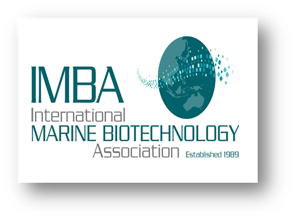 IMBA
International
MARINE BIOTECHNOLOGY
Association Established 1989